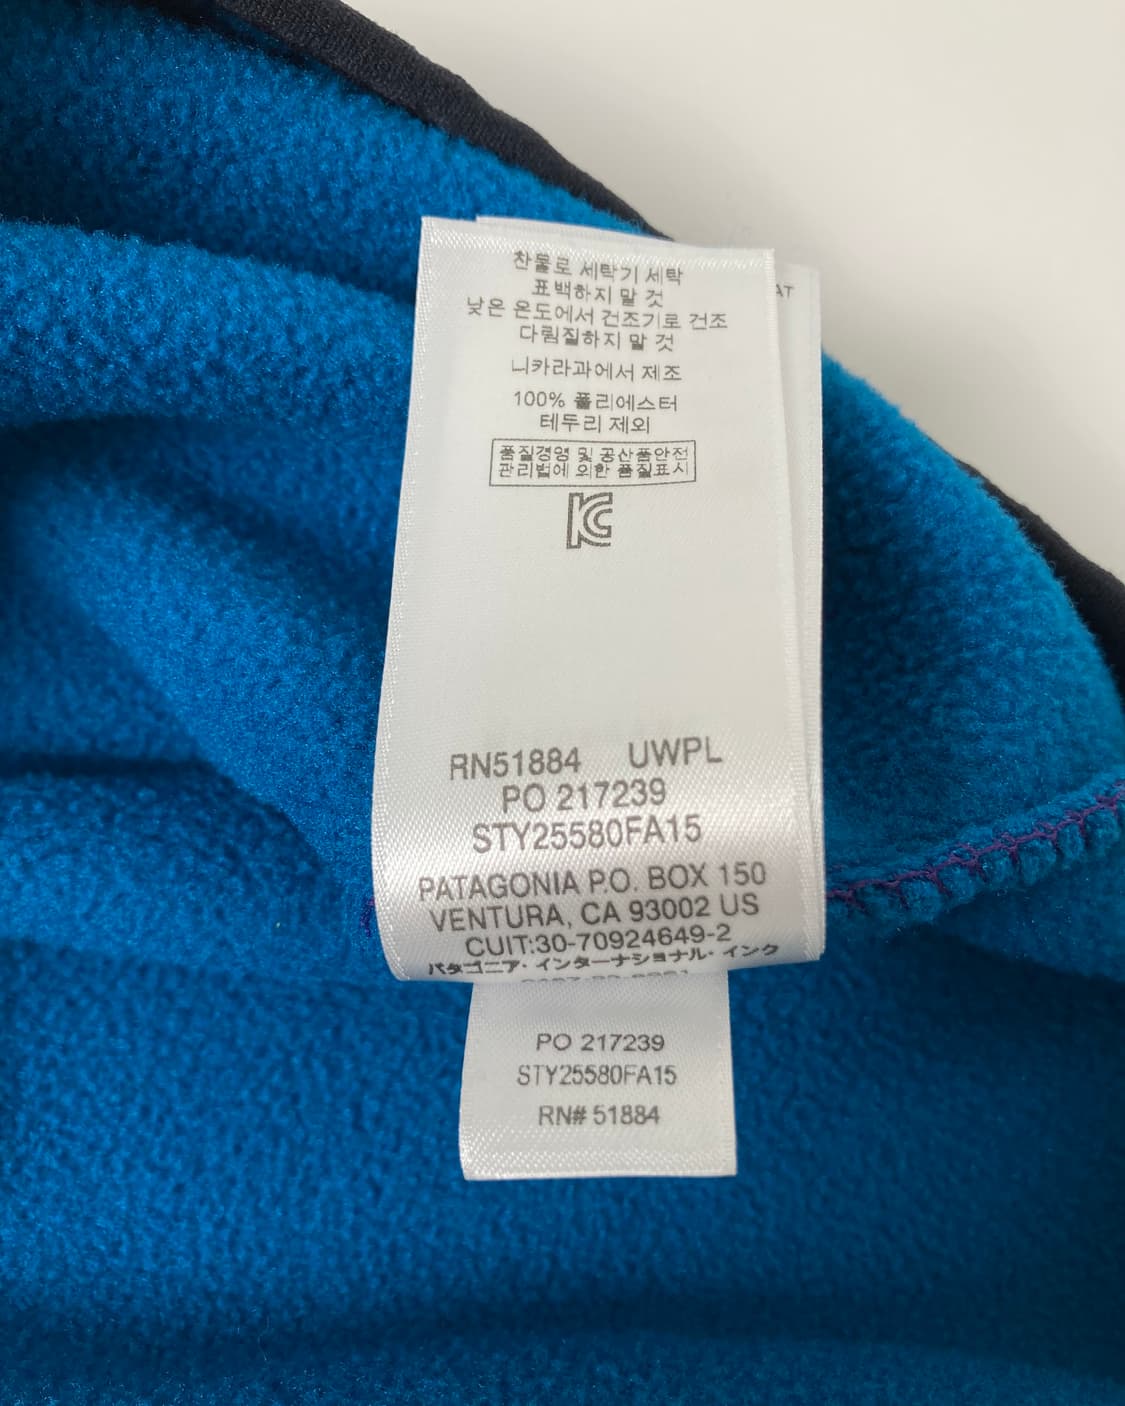 찬물로 세탁기 세탁
표백하지 말 것
낮은 온도에서 건조기로 건조
다림질하지 말 것
니카라과에서 제조
100% 폴리에스터
테두리 제외
품질경영 및 공산품안전
관리법에 의한 품질표시
KC
RN51884 UWPL
PO 217239
STY25580FA15
PATAGONIA P.O. BOX 150
VENTURA, CA 93002 US
CUIT:30-70924649-2
パタゴニア・インターナショナル・インク
PO 217239
STY25580FA15
RN# 51884